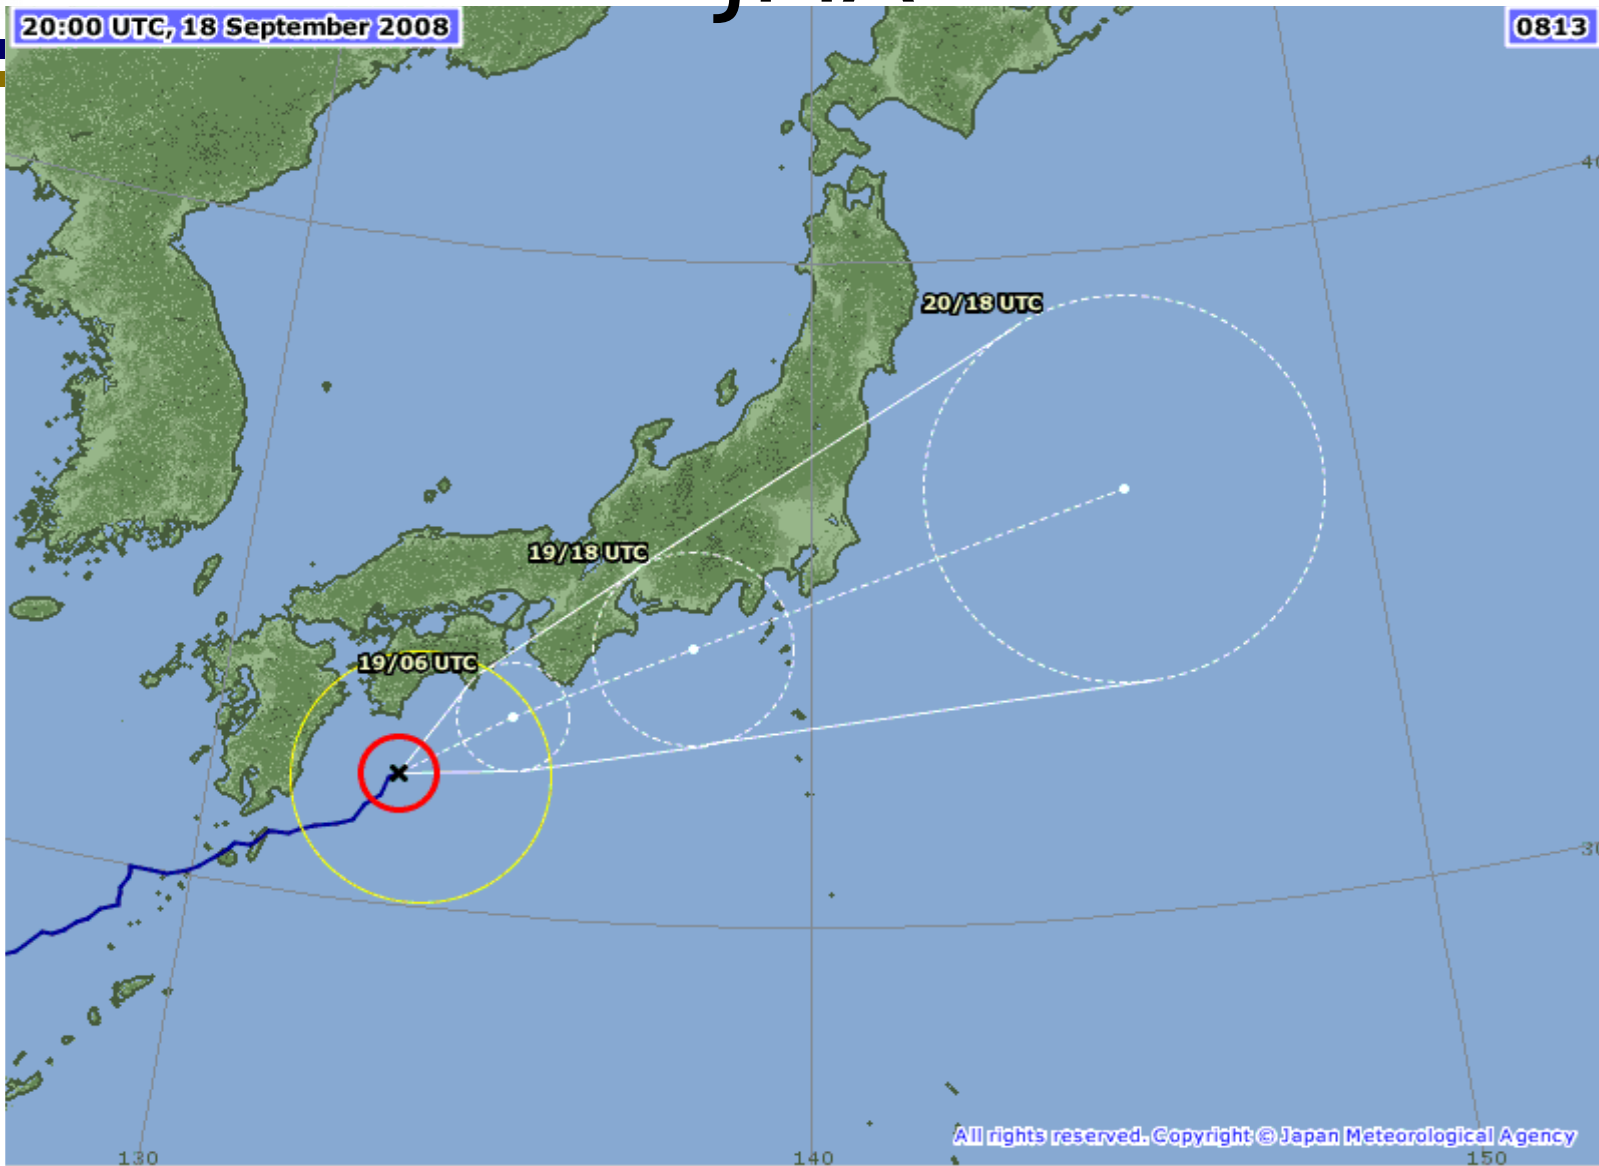 20:00 UTC, 18 September 2008
0813
40
20/18 UTC
19/18 UTC
19/06 UTC
30
All rights reserved. Copyright © Japan Meteorological Agency
130
140
150